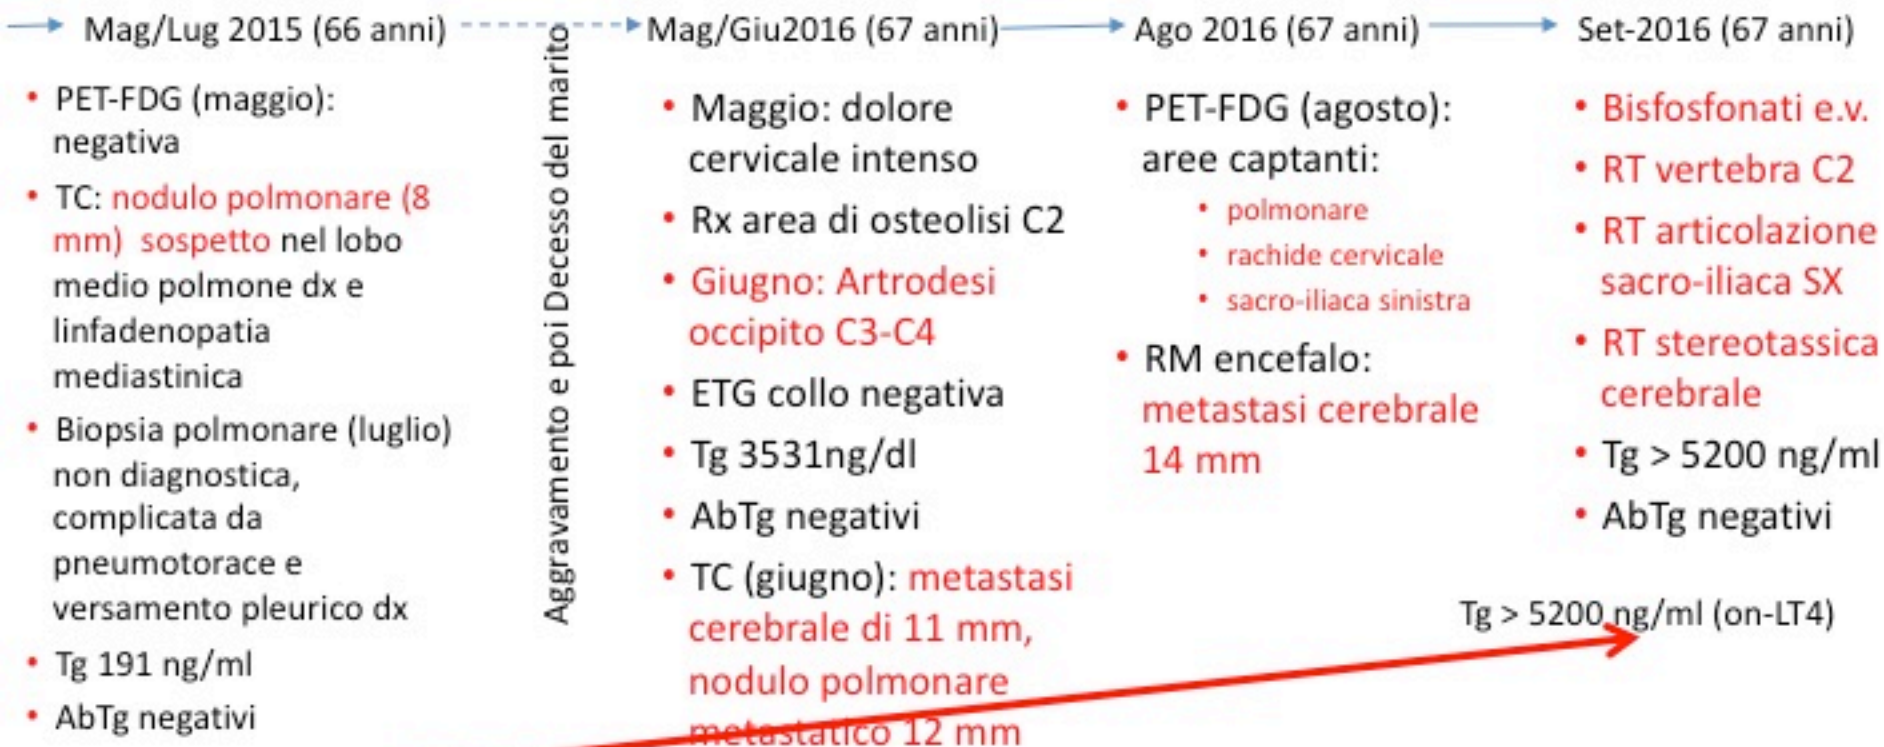 Mag/Lug 2015 (66 anni)
• PET-FDG (maggio):
negativa
• TC: nodulo polmonare (8
mm) sospetto nel lobo
medio polmone dx e
linfadenopatia
mediastinica
• Biopsia polmonare (luglio)
non diagnostica,
complicata da
pneumotorace e
versamento pleurico dx
• Tg 191 ng/ml
• AbTg negativi
Aggravamento e poi Decesso del marito
Mag/Giu2016 (67 anni)
• Maggio: dolore
cervicale intenso
• Rx area di osteolisi C2
• Giugno: Artrodesi
occipito C3-C4
• ETG collo negativa
• Tg 3531ng/dl
• AbTg negativi
• TC (giugno): metastasi
cerebrale di 11 mm,
nodulo polmonare
metastatico 12 mm
Ago 2016 (67 anni)
• PET-FDG (agosto):
aree captanti:
• polmonare
• rachide cervicale
• sacro-iliaca sinistra
• RM encefalo:
metastasi cerebrale
14 mm
Set-2016 (67 anni)
• Bisfosfonati e.v.
• RT vertebra C2
• RT articolazione
sacro-iliaca SX
• RT stereotassica
cerebrale
• Tg > 5200 ng/ml
• AbTg negativi
Tg > 5200 ng/ml (on-LT4)